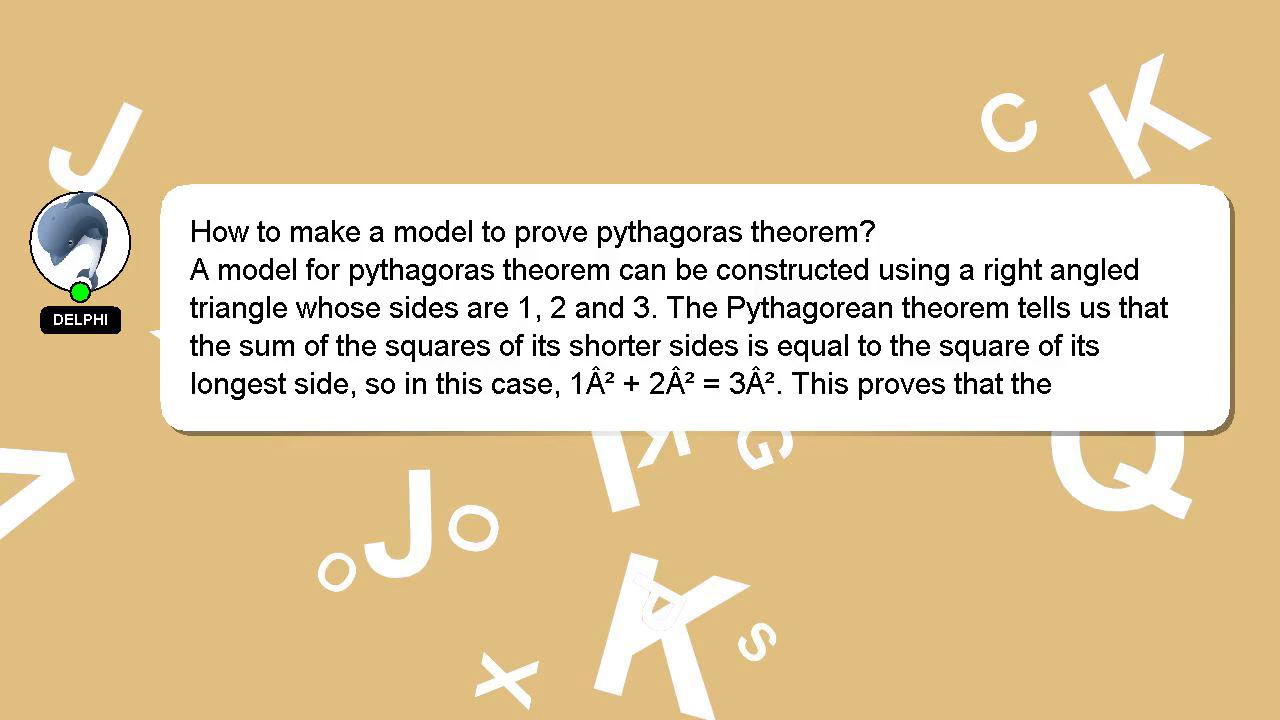 J
C
K
DELPHI
How to make a model to prove pythagoras theorem?
A model for pythagoras theorem can be constructed using a right angled
triangle whose sides are 1, 2 and 3. The Pythagorean theorem tells us that
the sum of the squares of its shorter sides is equal to the square of its
longest side, so in this case, 1Â² + 2Â² = 3Â². This proves that the
K
G
Q
J
O
O
K
P
S
X